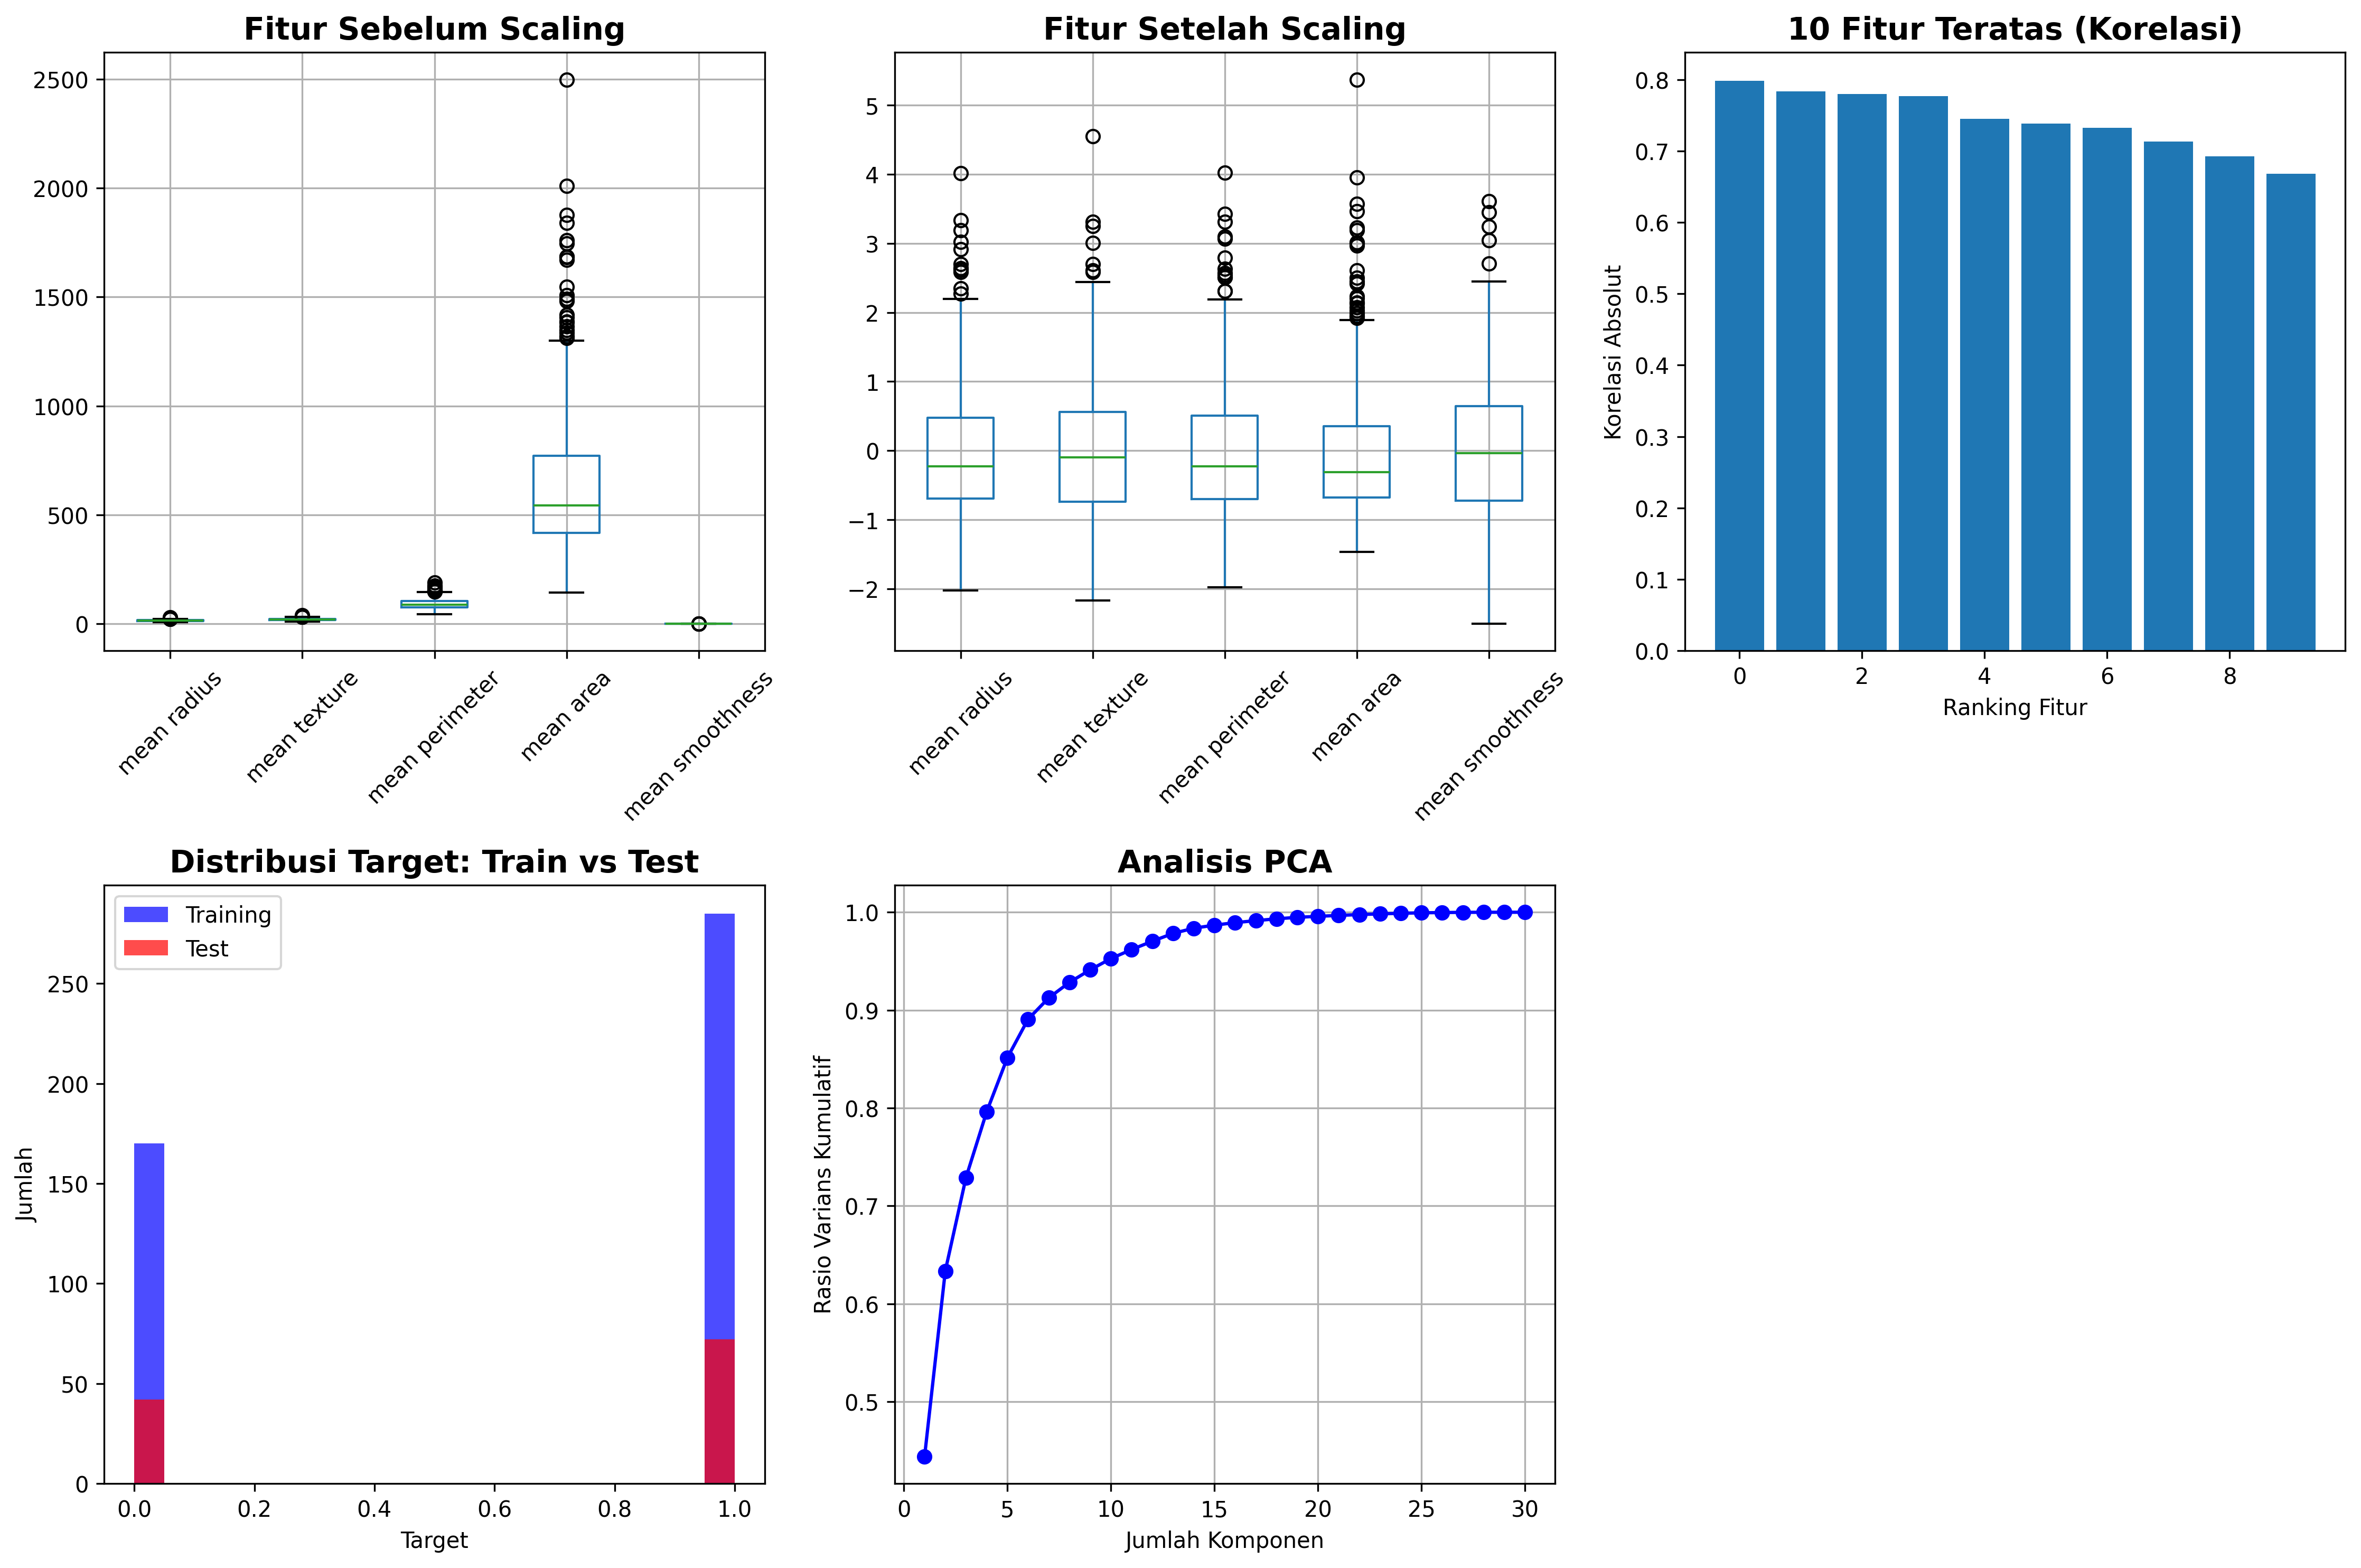 Fitur Sebelum Scaling
2500
2000
1500
1000
500
0
mean radius
mean texture
mean perimeter
mean area
mean smoothness
Fitur Setelah Scaling
5
4
3
2
1
0
−1
−2
mean radius
mean texture
mean perimeter
mean area
mean smoothness
10 Fitur Teratas (Korelasi)
Korelasi Absolut
0.8
0.7
0.6
0.5
0.4
0.3
0.2
0.1
0.0
0 2 4 6 8
Ranking Fitur
Distribusi Target: Train vs Test
Training
Test
Jumlah
250
200
150
100
50
0
0.0 0.2 0.4 0.6 0.8 1.0
Target
Analisis PCA
Rasio Varians Kumulatif
1.0
0.9
0.8
0.7
0.6
0.5
0 5 10 15 20 25 30
Jumlah Komponen